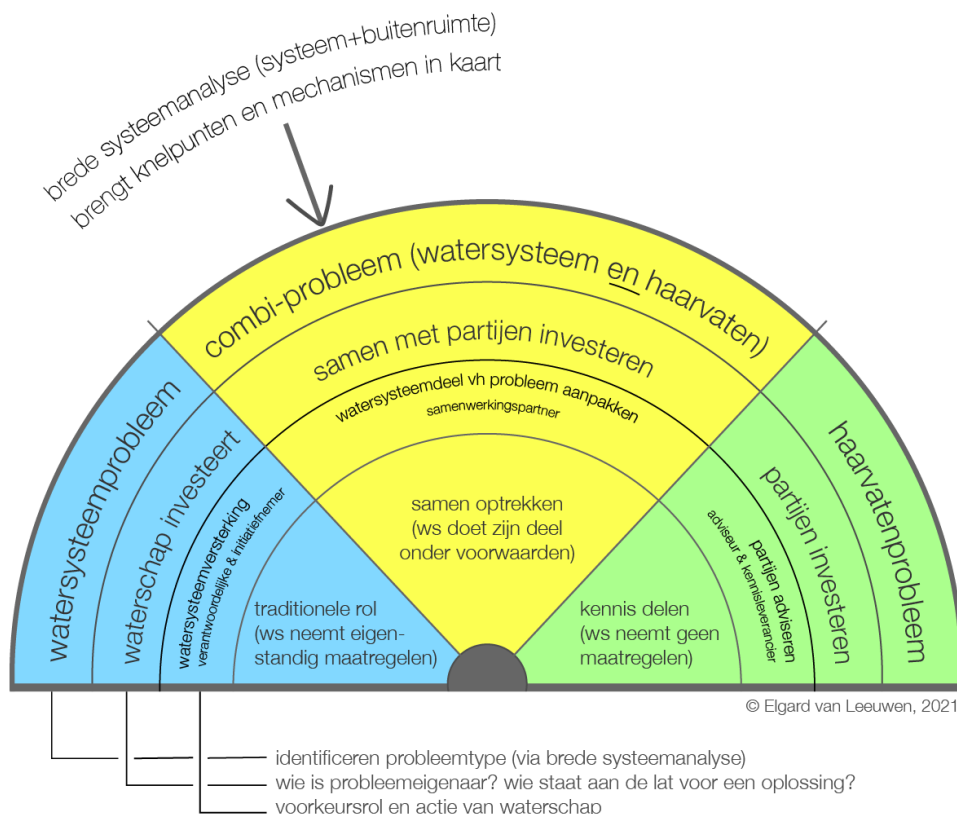 brede systeemanalyse (systeem+buitenruimte)
brengt knelpunten en mechanismen in kaart
combi-probleem (watersysteem en haarvaten)
samen met partijen investeren
watersysteemdeel vh probleem aanpakken
samenwerkingspartner
samen optrekken
(ws doet zijn deel
onder voorwaarden)
watersysteemprobleem
waterschap investeert
watersysteemversterking
verantwoordelijke & initiatiefnemer
traditionele rol
(ws neemt eigen-
standig maatregelen)
haarvatenprobleem
partijen investeren
partijen adviseren
adviseur & kennisleverancier
kennis delen
(ws neemt geen
maatregelen)
© Elgard van Leeuwen, 2021
identificeren probleemtype (via brede systeemanalyse)
wie is probleemeigenaar? wie staat aan de lat voor een oplossing?
voorkeursrol en actie van waterschap